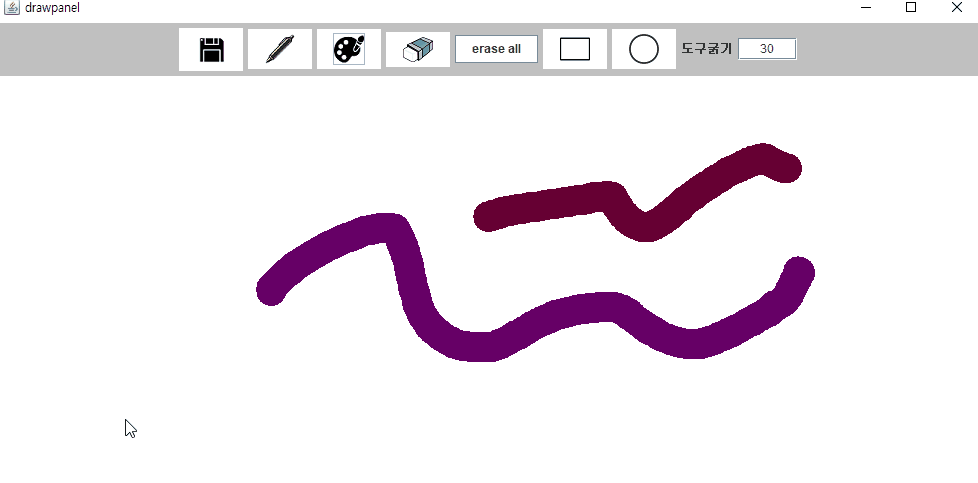 drawpanel
erase all 도구굵기 30